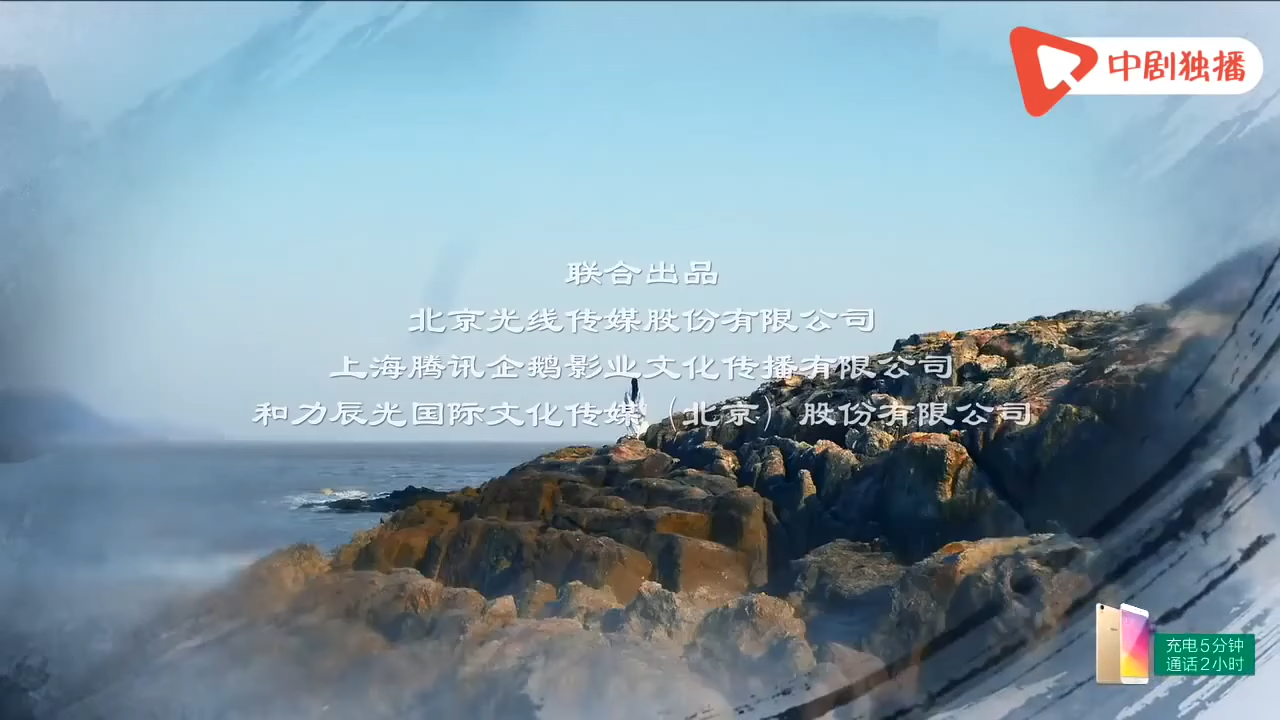 中剧独播
联合出品
北京光线传媒股份有限公司
上海腾讯企鹅影业文化传播有限公司
和力辰光国际文化传媒（北京）股份有限公司
充电5分钟
通话2小时